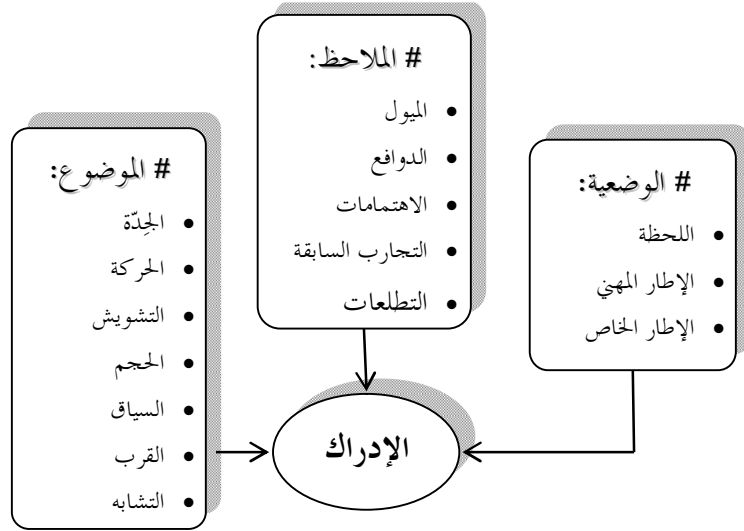 # الملاحظ:
• الميول
• الدوافع
• الاهتمامات
• التجارب السابقة
• التطلعات
# الوضعية:
• اللحظة
• الإطار المهني
• الإطار الخاص
# الموضوع:
• الجِدّة
• الحركة
• التشويش
• الحجم
• السياق
• القرب
• التشابه
الإدراك